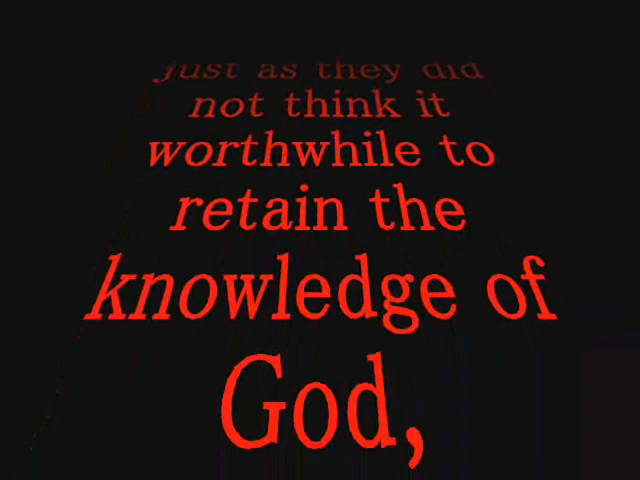 just as they did
not think it
worthwhile to
retain the
knowledge of
God,